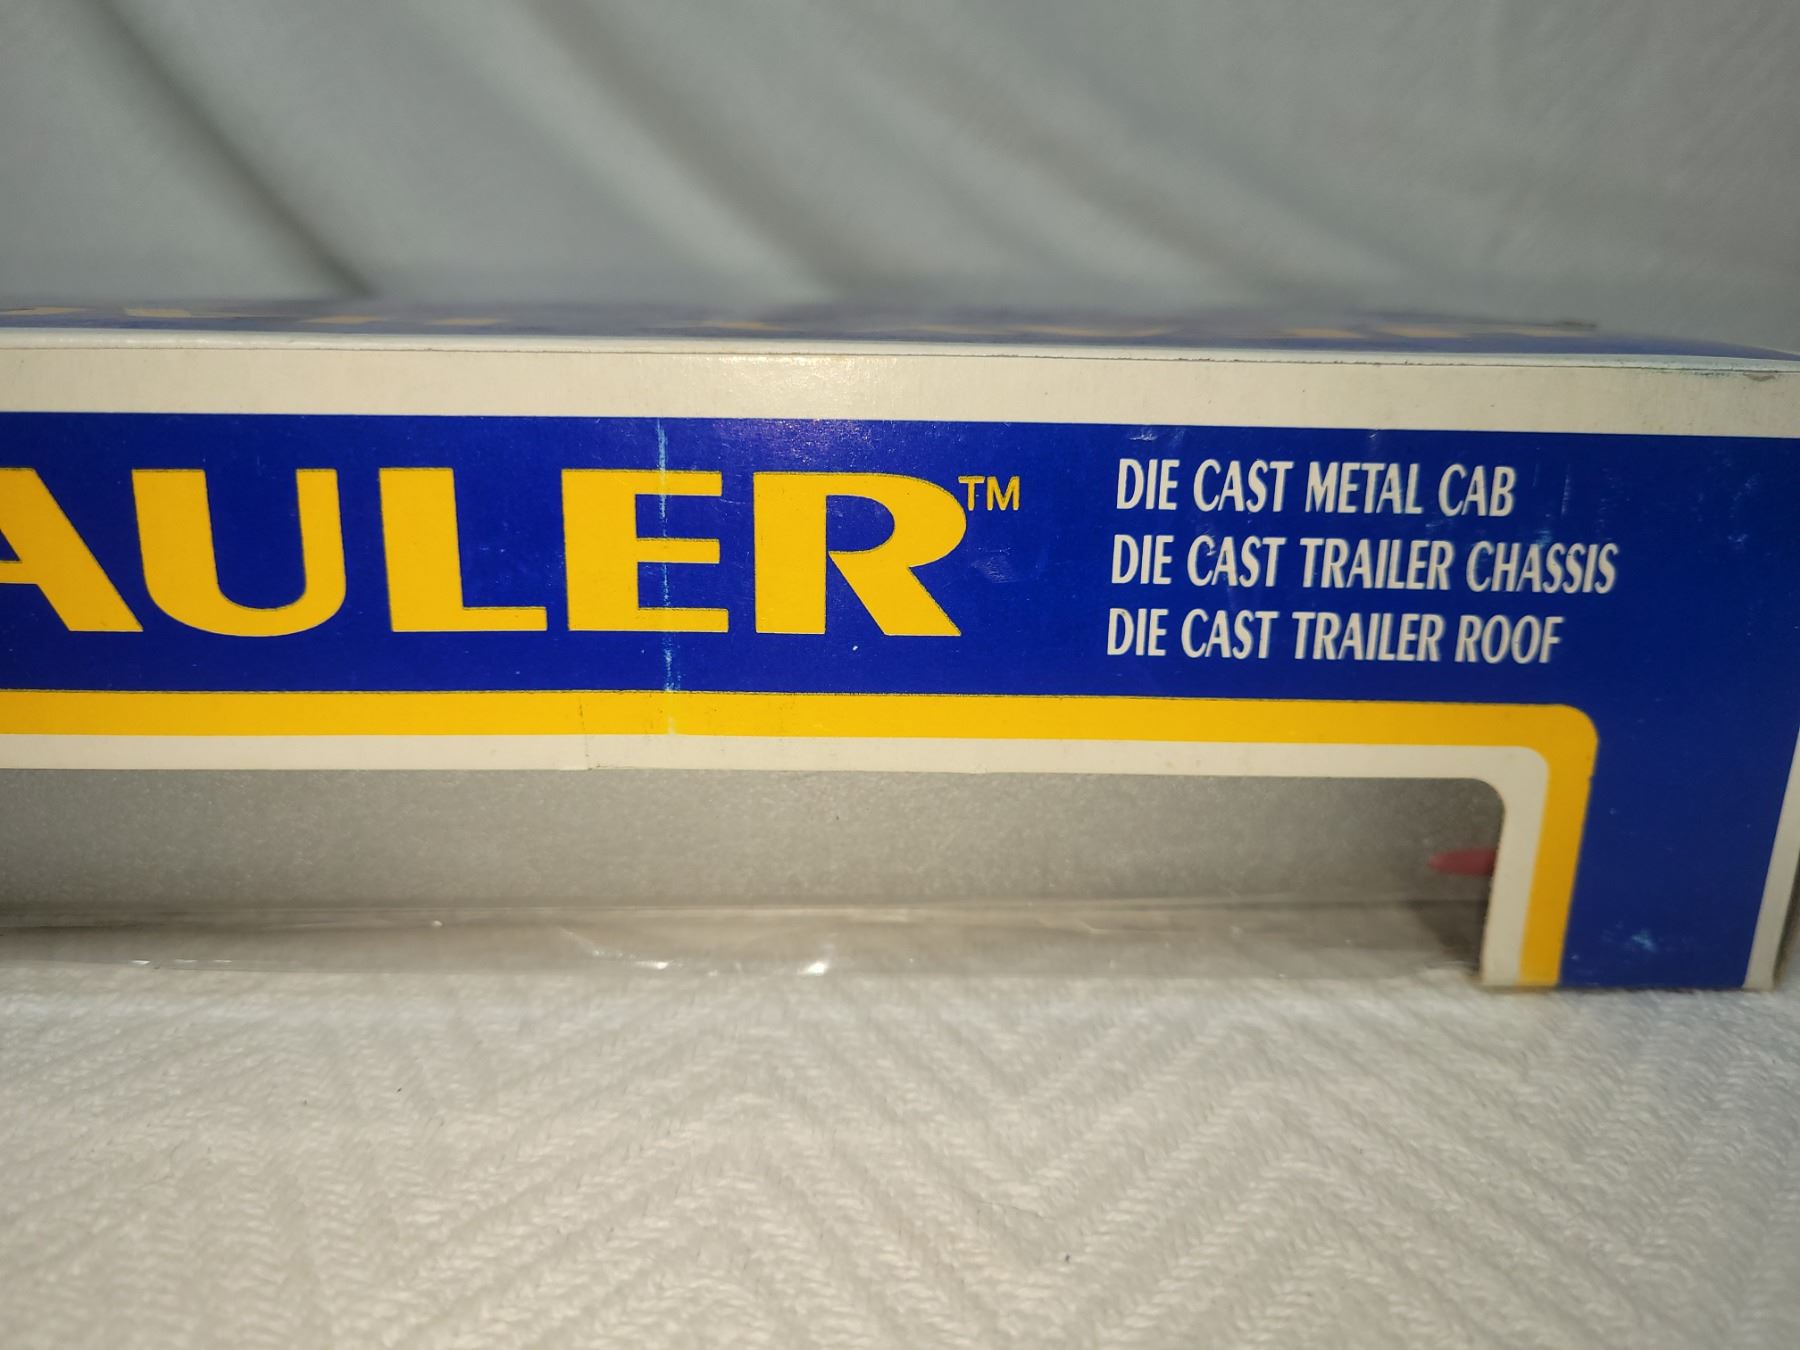 AULER™
DIE CAST METAL CAB
DIE CAST TRAILER CHASSIS
DIE CAST TRAILER ROOF